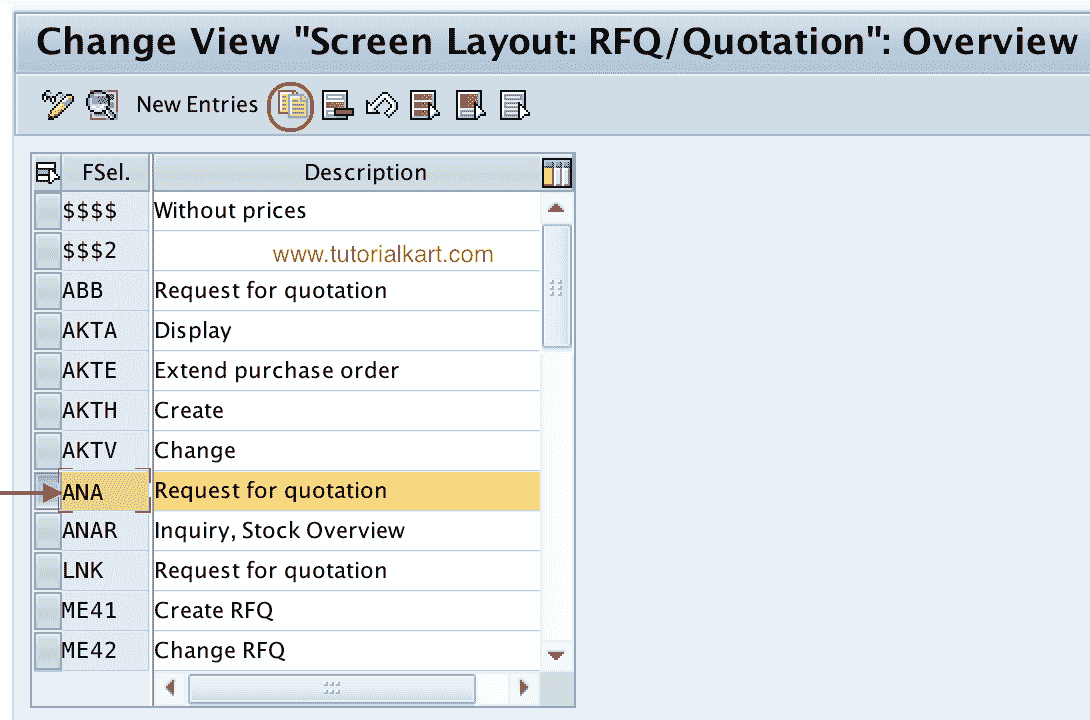 Change View "Screen Layout: RFQ/Quotation": Overview
New Entries
FSel. Description
$$$$ Without prices
$$$2
www.tutorialkart.com
ABB Request for quotation
AKTA Display
AKTE Extend purchase order
AKTH Create
AKTV Change
ANA Request for quotation
ANAR Inquiry, Stock Overview
LNK Request for quotation
ME41 Create RFQ
ME42 Change RFQ